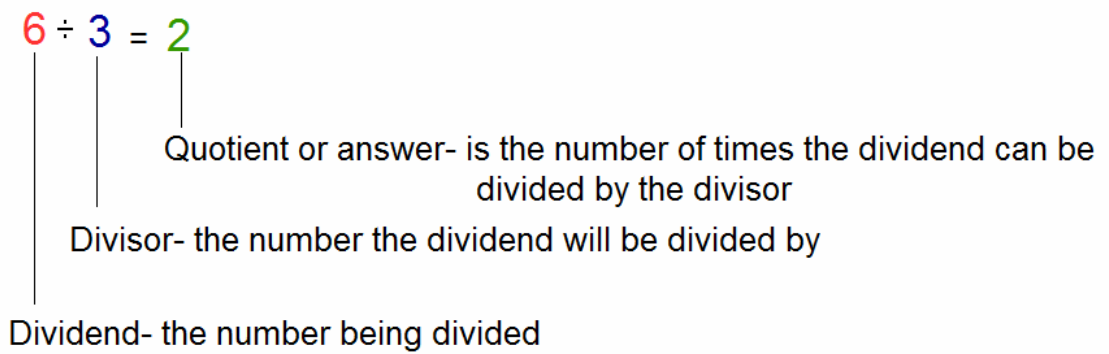 6 ÷ 3 = 2
Quotient or answer- is the number of times the dividend can be
divided by the divisor
Divisor- the number the dividend will be divided by
Dividend- the number being divided